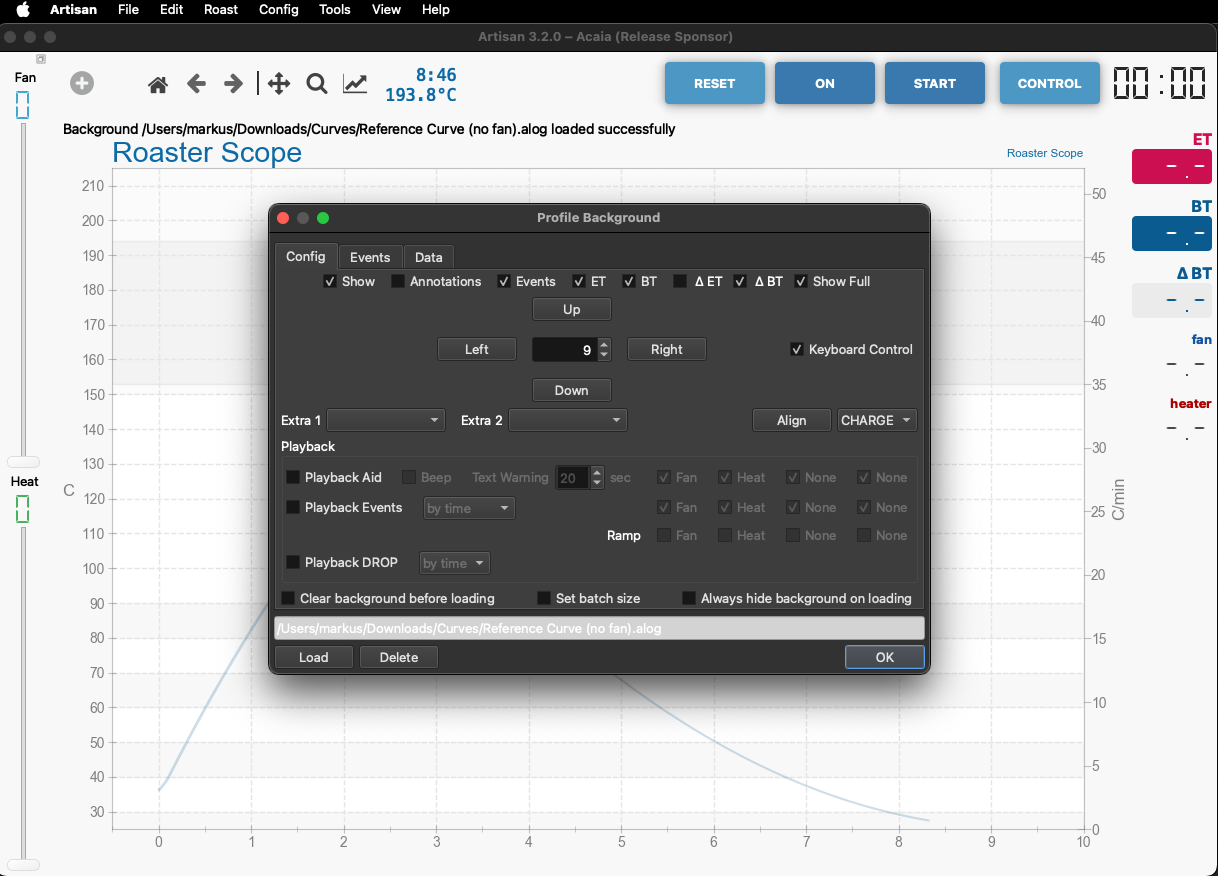 Artisan File Edit Roast Config Tools View Help
Artisan 3.2.0 – Acaia (Release Sponsor)
Fan
0
8:46
193.8°C
RESET ON START CONTROL 00:00
Background /Users/markus/Downloads/Curves/Reference Curve (no fan).alog loaded successfully
Roaster Scope
Roaster Scope
ET
-.-
BT
-.-
Δ BT
-.-
fan
-.-
heater
-.-
Heat
0
C
210
200
190
180
170
160
150
140
130
120
110
100
90
80
70
60
50
40
30
Profile Background
Config Events Data
Show Annotations Events ET BT Δ ET Δ BT Show Full
Up
Left 9 Right Keyboard Control
Down
Extra 1 Extra 2 Align CHARGE
Playback
Playback Aid Beep Text Warning 20 sec Fan Heat None None
Playback Events by time Fan Heat None None
Ramp Fan Heat None None
Playback DROP by time
Clear background before loading Set batch size Always hide background on loading
/Users/markus/Downloads/Curves/Reference Curve (no fan).alog
Load Delete OK
50
45
40
35
30
25
20
15
10
5
0
C/min
0 1 2 3 4 5 6 7 8 9 10